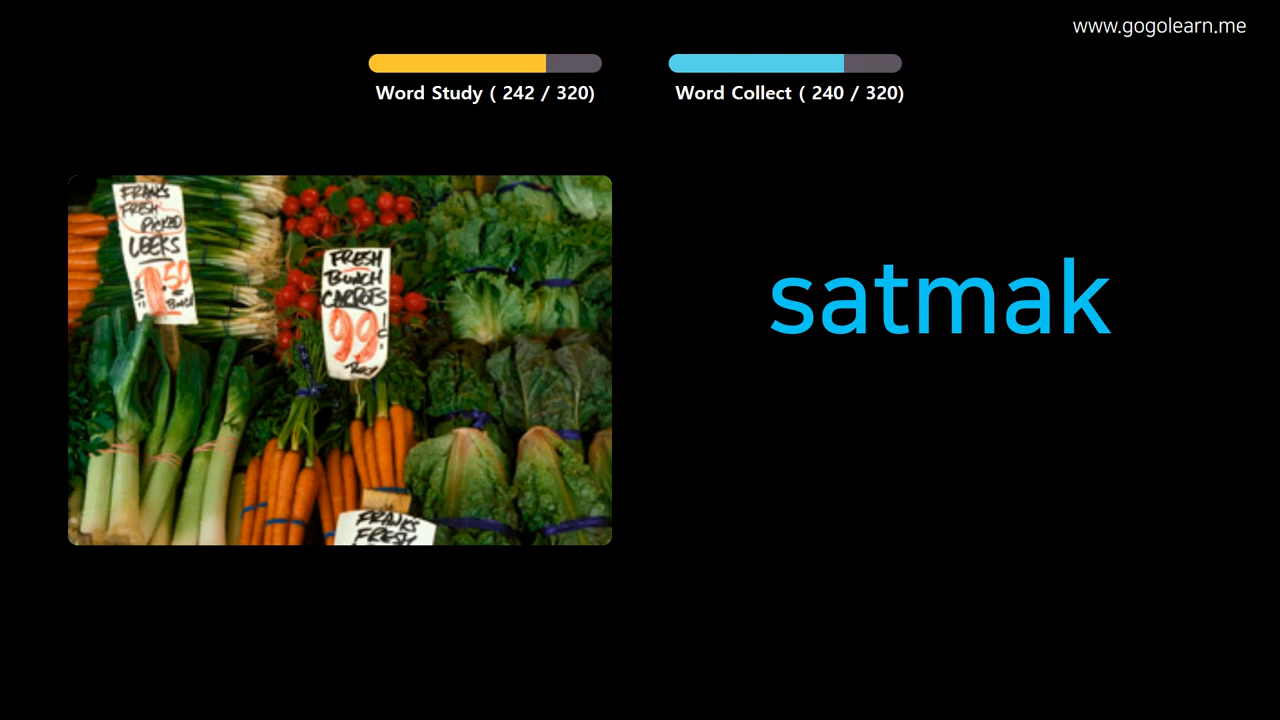 www.gogolearn.me
Word Study ( 242 / 320)
Word Collect ( 240 / 320)
FRANKS
FRESH
PICKED
LEEKS
FRESH
BUNCH
CARROTS
99
satmak
FRANKS
FRESH